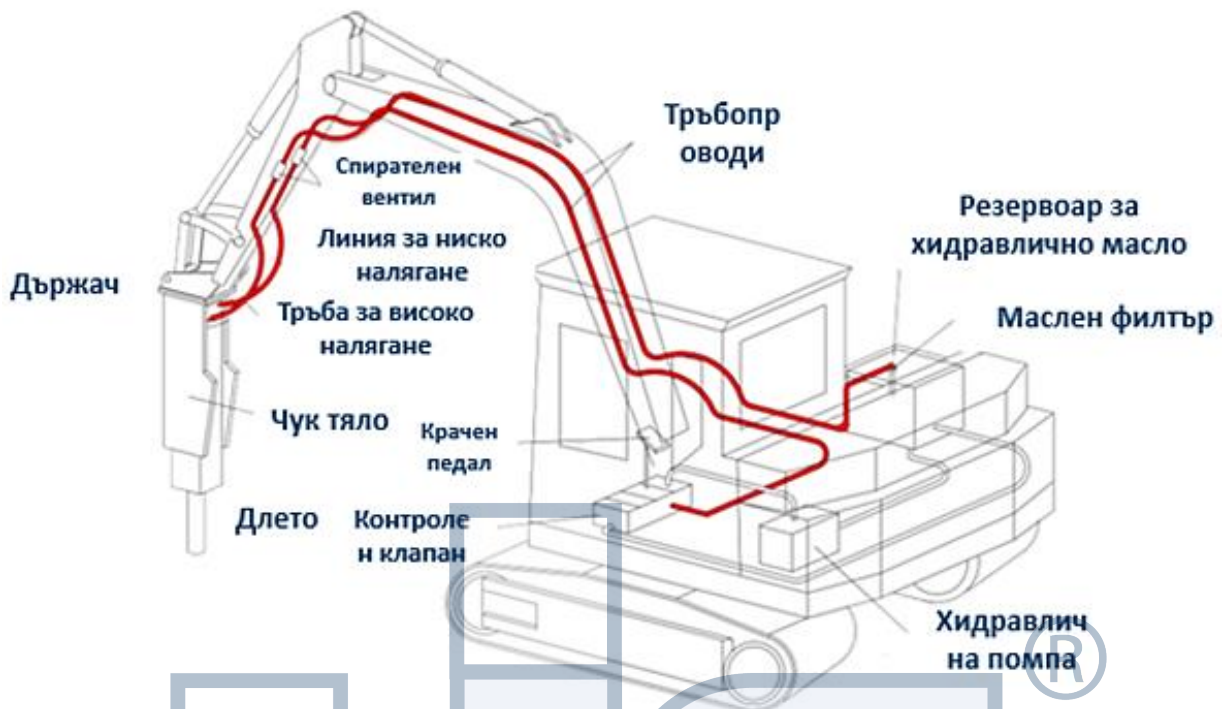 Тръбопр
оводи
Спирателен
вентил
Резервоар за
хидравлично масло
Линия за ниско
налягане
Държач
Тръба за високо
налягане
Маслен филтър
Чук тяло
Крачен
педал
Длето
Контроле
н клапан
Хидравлич
на помпа
®